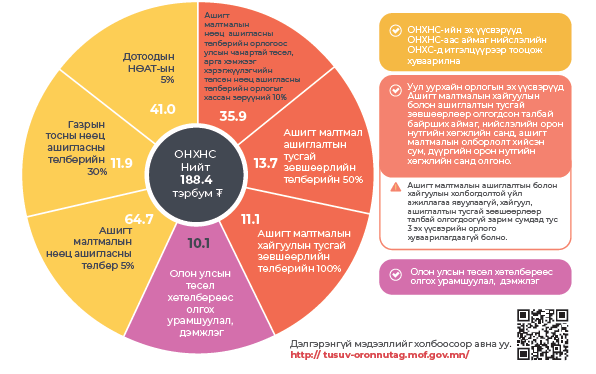 Ашигт
малтмалын
нөөц ашигласны
төлбөрийн орлогоос
улсын чанартай төсөл,
арга хэмжээг
хэрэгжүүлэгчийн
төлсөн нөөц ашигласны
төлбөрийн орлогыг
хассан зөрүүний 10%
35.9
Ашигт малтмал
ашиглалтын
тусгай
зөвшөөрлийн
төлбөрийн 50%
13.7
Ашигт малтмалын
хайгуулын тусгай
зөвшөөрлийн
төлбөрийн 100%
11.1
10.1
Олон улсын
төсөл
хөтөлбөрөөс
олгох
урамшуулал,
дэмжлэг
64.7
Ашигт
малтмалын
нөөц ашигласны
төлбөр 5%
Газрын
тосны нөөц
ашигласны
төлбөрийн
30%
11.9
Дотоодын
НӨАТ-ын
5%
41.0
ОНХНС
Нийт
188.4
тэрбум ₮
ОНХНС-ийн эх үүсвэрүүд
ОНХНС-аас аймаг нийслэлийн
ОНХС-д итгэлцүүрээр тооцож
хуваарилна
Уул уурхайн орлогын эх үүсвэрүүд
Ашигт малтмалын хайгуулын
болон ашиглалтын тусгай
зөвшөөрөл олгогдсон талбай
байрших аймаг, нийслэлийн орон
нутгийн хөгжлийн санд, ашигт
малтмалын олборлолт хийсэн
сум, дүүргийн орон нутгийн
хөгжлийн санд олгоно.
Ашигт малтмалын ашиглалтын болон
хайгуулын холбогдолтой үйл
ажиллагаа явуулаагүй, хайгуул,
ашиглалтын тусгай зөвшөөрлөөр
талбай олгогдоогүй зарим сумдад тус
3 эх үүсвэрийн орлого
хуваарилагдаагүй болно.
Олон улсын төсөл хөтөлбөрөөс
олгох урамшуулал, дэмжлэг
Дэлгэрэнгүй мэдээллийг холбоосоор авна уу.
http:// tusuv-oronnutag.mof.gov.mn/